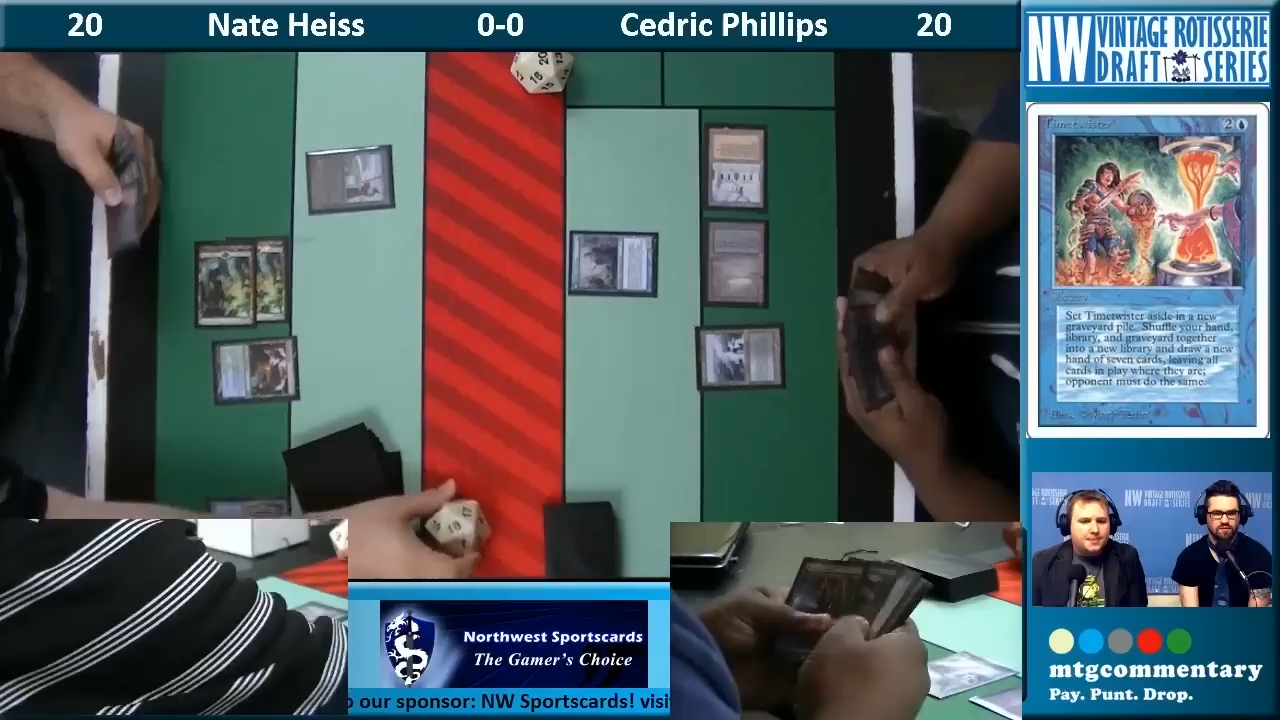 20 Nate Heiss 0-0 Cedric Phillips 20
NW VINTAGE ROTISSERIE
DRAFT SERIES
Timetwister 2
Set Timetwister aside in a new
graveyard pile. Shuffle your hand,
library, and graveyard together
into a new library and draw a new
hand of seven cards, leaving all
cards in play where they are;
opponent must do the same.
Northwest Sportscards
The Gamer's Choice
our sponsor: NW Sportscards! visi
mtgcommentary
Pay. Punt. Drop.